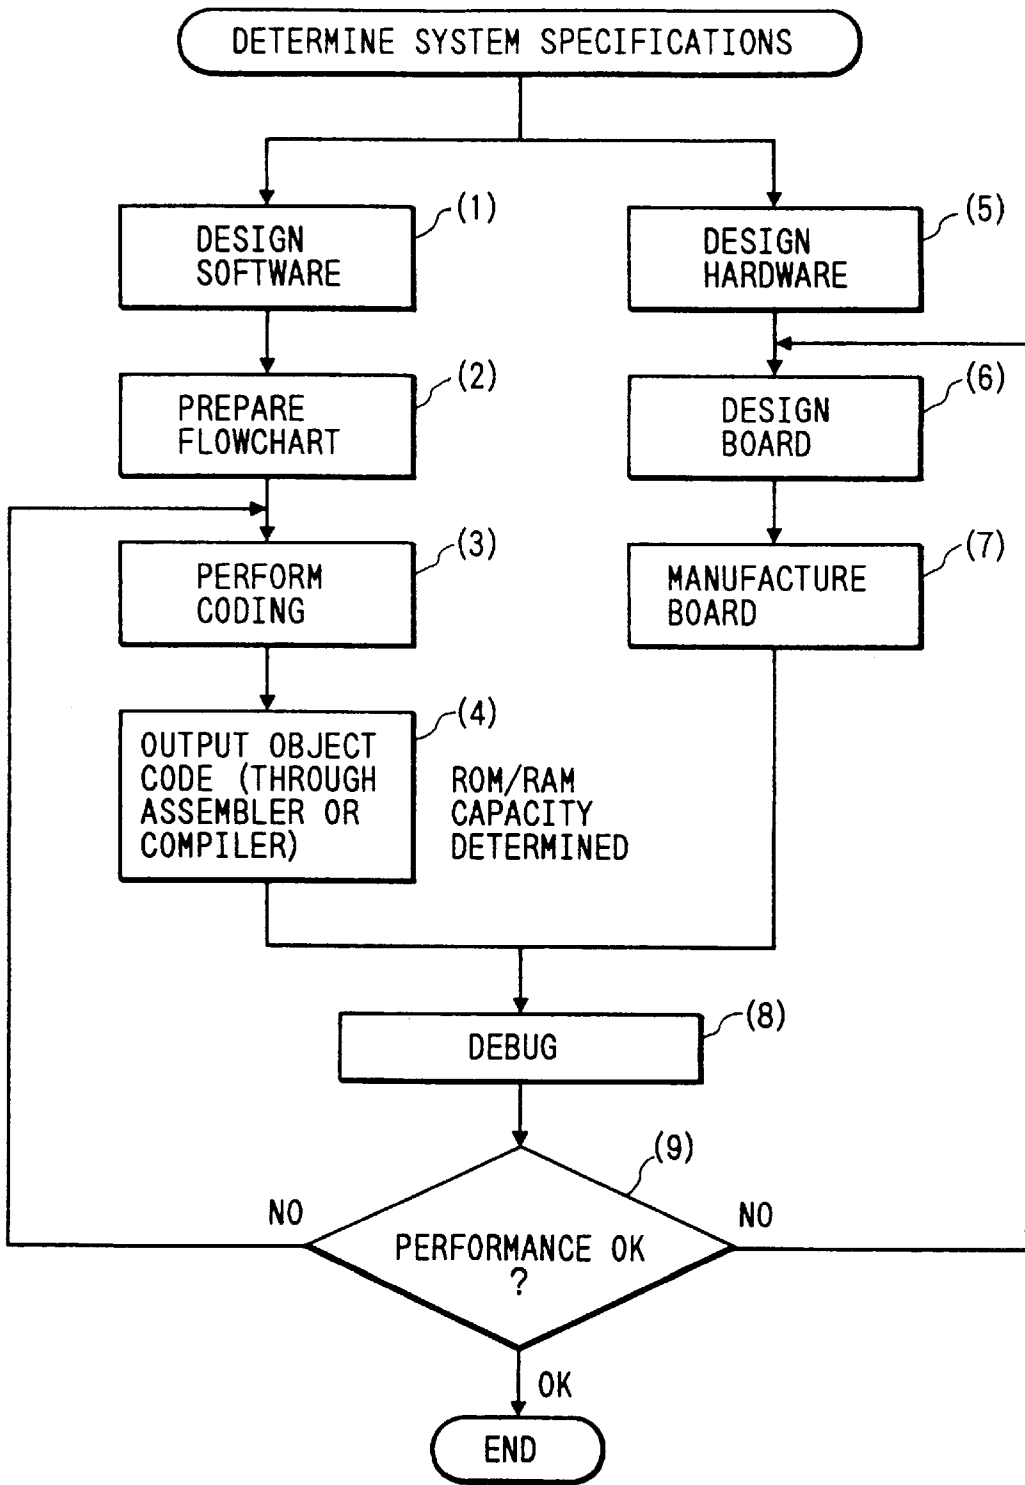 DETERMINE SYSTEM SPECIFICATIONS
(1)
DESIGN
SOFTWARE
(2)
PREPARE
FLOWCHART
(3)
PERFORM
CODING
(4)
OUTPUT OBJECT
CODE (THROUGH
ASSEMBLER OR
COMPILER)
ROM/RAM
CAPACITY
DETERMINED
(5)
DESIGN
HARDWARE
(6)
DESIGN
BOARD
(7)
MANUFACTURE
BOARD
(8)
DEBUG
(9)
NO
PERFORMANCE OK
?
NO
OK
END